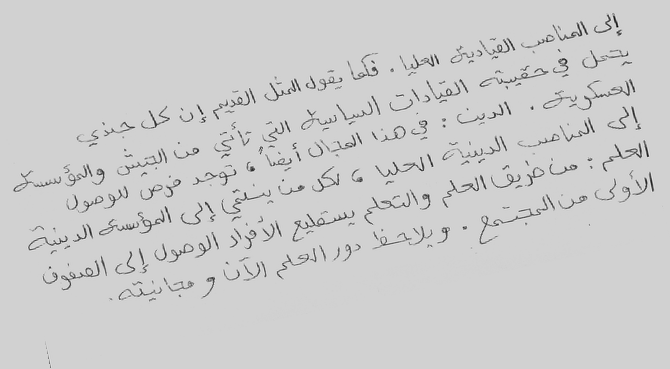 إلى المناصب القيادية العليا. فكما يقول المثل القديم إن كل جندي
يحمل في حقيبته القيادات السياسية التي تأتي من الجيش والمؤسسة
العسكرية. الدين: في هذا المجال أيضاً، توجد فرص للوصول
إلى المناصب الدينية العليا، لكل من ينتمي إلى المؤسسة الدينية
العلم: من طريق العلم والتعلم يستطيع الأفراد الوصول إلى الصفوف
الأولى من المجتمع. ويلاحظ دور العلم الآن ومجانيته.